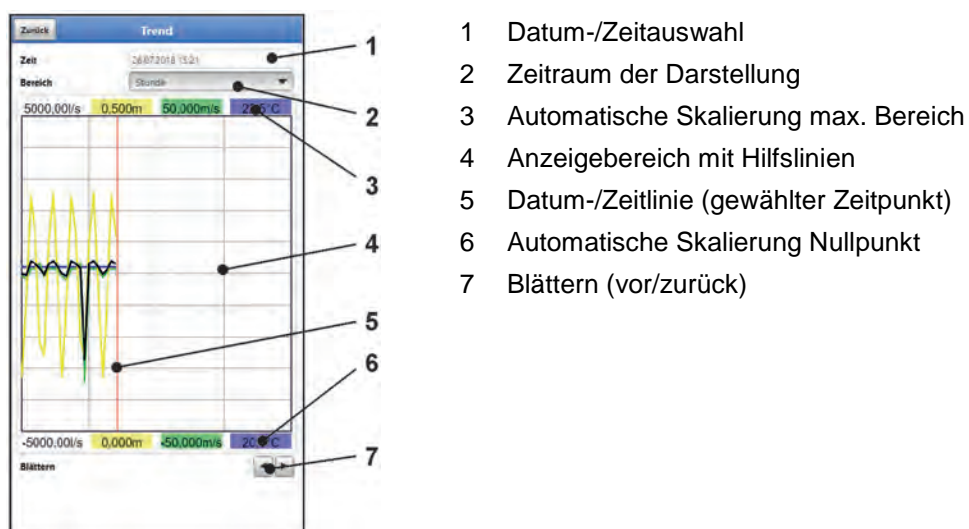 Zurück Trend
1 Datum-/Zeitauswahl
Zeit 26.07.2018 15:21
1
2 Zeitraum der Darstellung
Bereich Stunde
2
3 Automatische Skalierung max. Bereich
5000,00l/s 0,500m 50,000m/s
3
4 Anzeigebereich mit Hilfslinien
4
5 Datum-/Zeitlinie (gewählter Zeitpunkt)
5
6 Automatische Skalierung Nullpunkt
6
7 Blättern (vor/zurück)
-5000,00l/s 0,000m -50,000m/s
Blättern
7